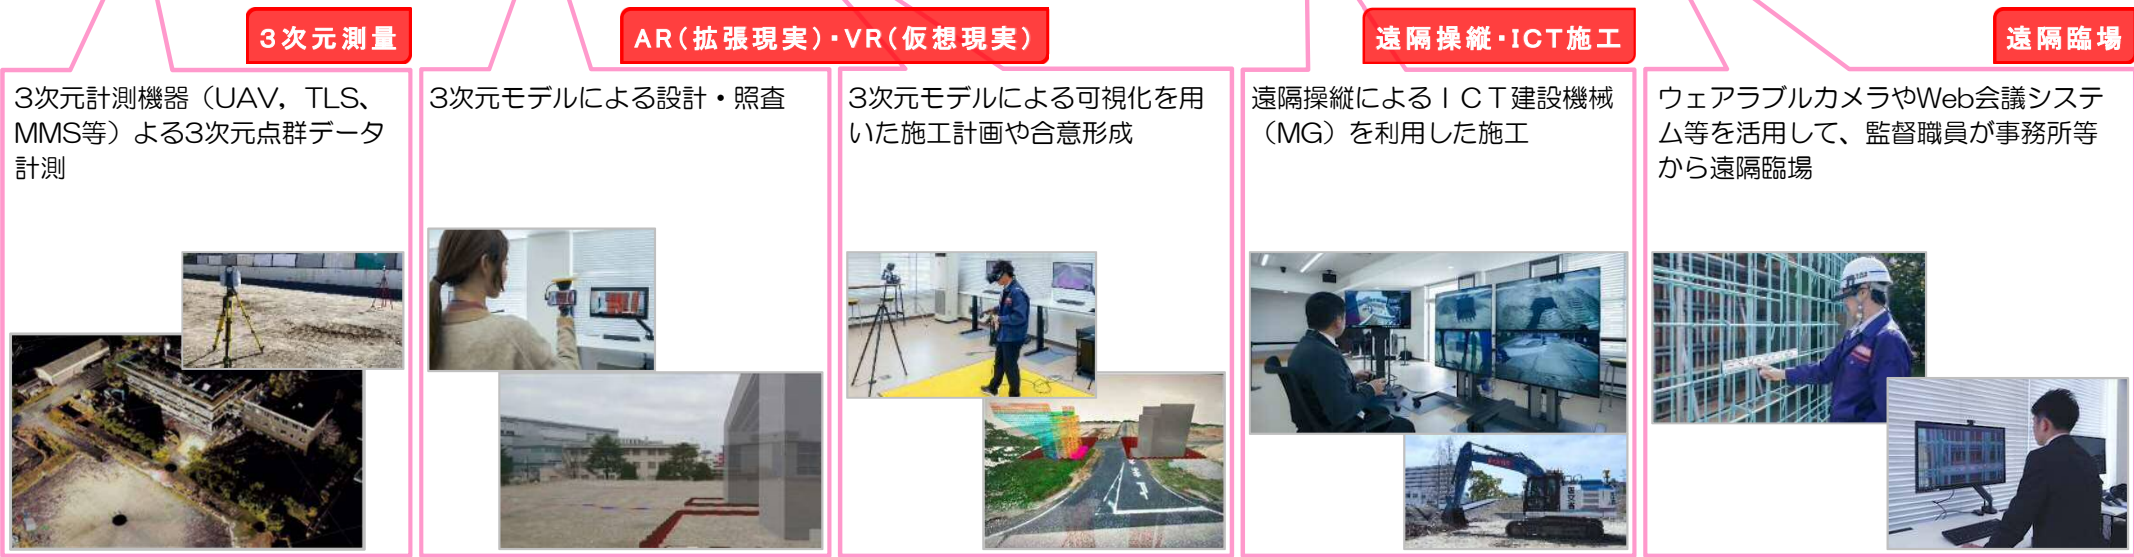 3次元測量
AR(拡張現実)・VR(仮想現実)
遠隔操縦・ICT施工
遠隔臨場
3次元計測機器（UAV，TLS、
MMS等）よる3次元点群データ
計測
3次元モデルによる設計・照査
3次元モデルによる可視化を用
いた施工計画や合意形成
遠隔操縦によるＩＣＴ建設機械
（MG）を利用した施工
ウェアラブルカメラやWeb会議システ
ム等を活用して、監督職員が事務所等
から遠隔臨場